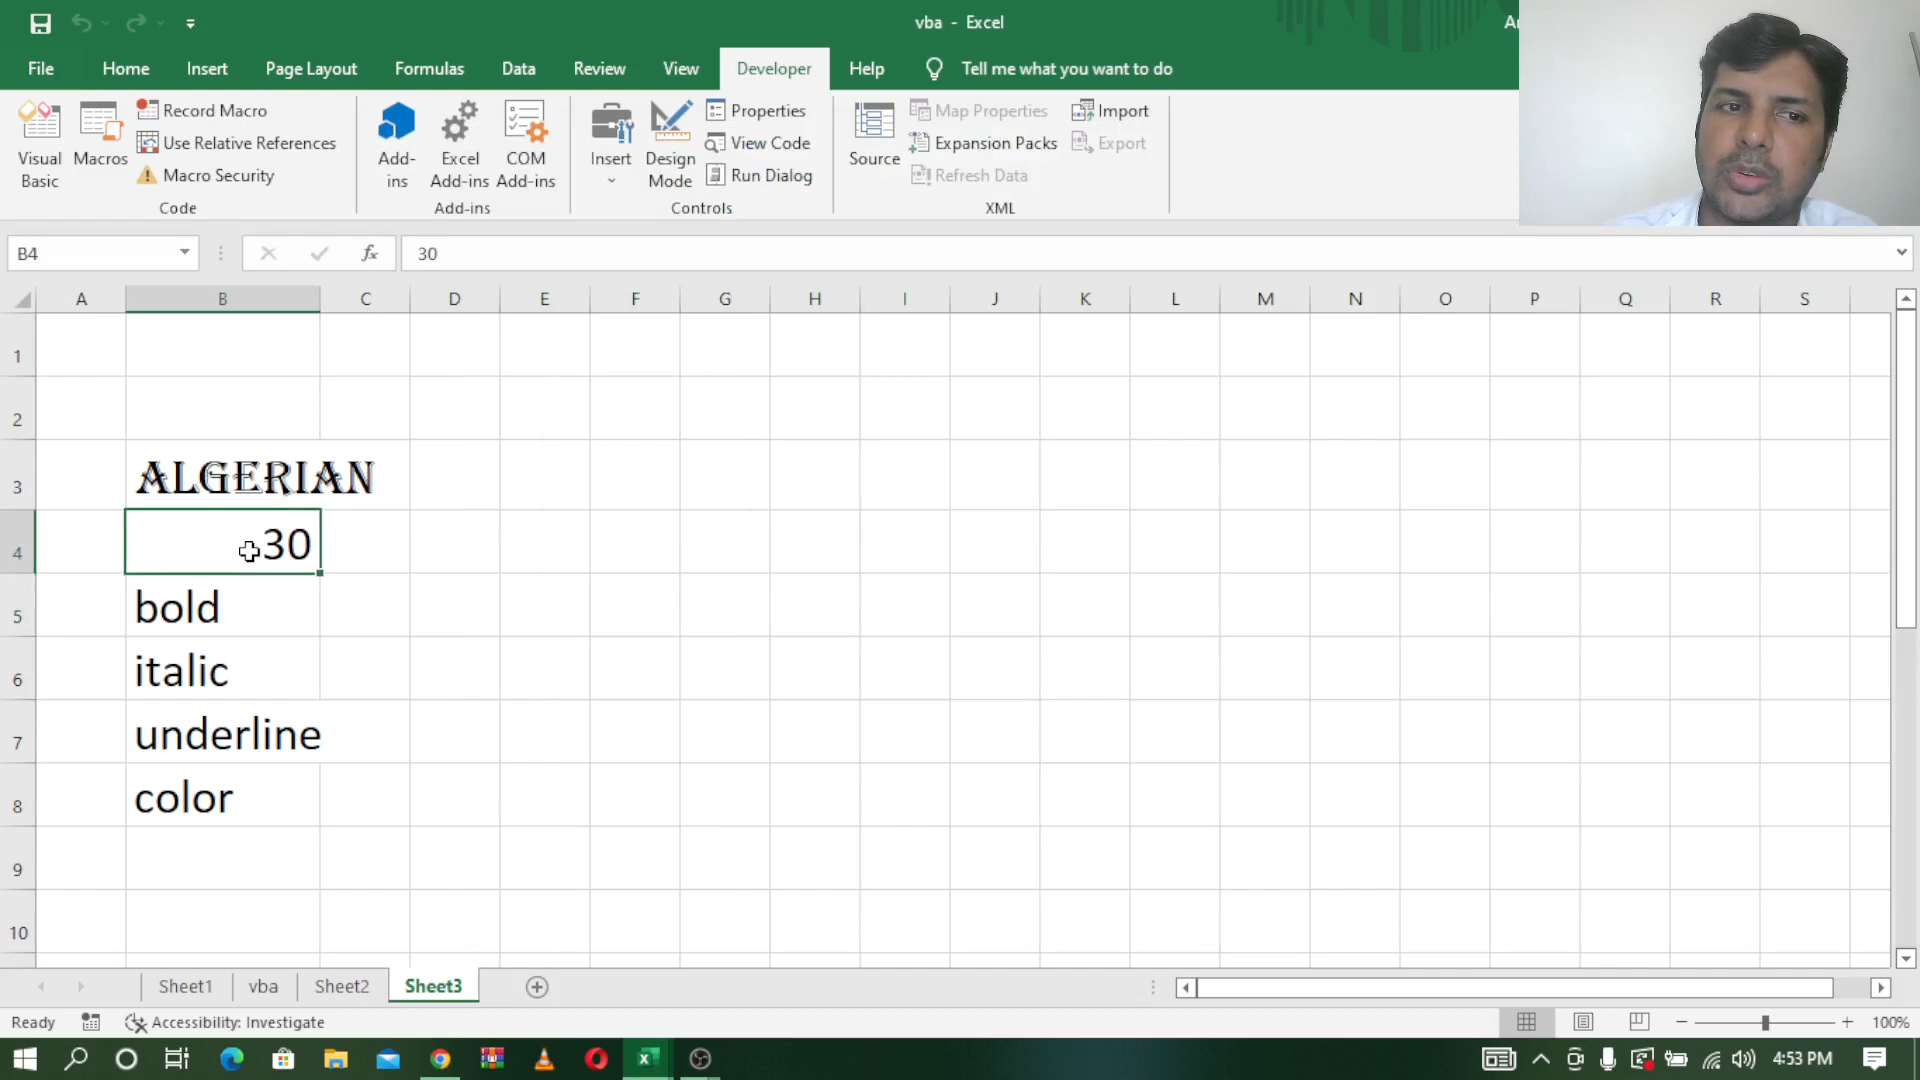 vba - Excel
File Home Insert Page Layout Formulas Data Review View Developer Help Tell me what you want to do
Visual Basic
Macros
Record Macro
Use Relative References
Macro Security
Code
Add-ins
Excel Add-ins
COM Add-ins
Add-ins
Insert
Design Mode
Properties
View Code
Run Dialog
Controls
Source
Map Properties
Expansion Packs
Refresh Data
Import
Export
XML
B4 fx 30
A B C D E F G H I J K L M N O P Q R S
1
2
3 ALGERIAN
4 30
5 bold
6 italic
7 underline
8 color
9
10
Sheet1 vba Sheet2 Sheet3
Ready Accessibility: Investigate 100%
4:53 PM